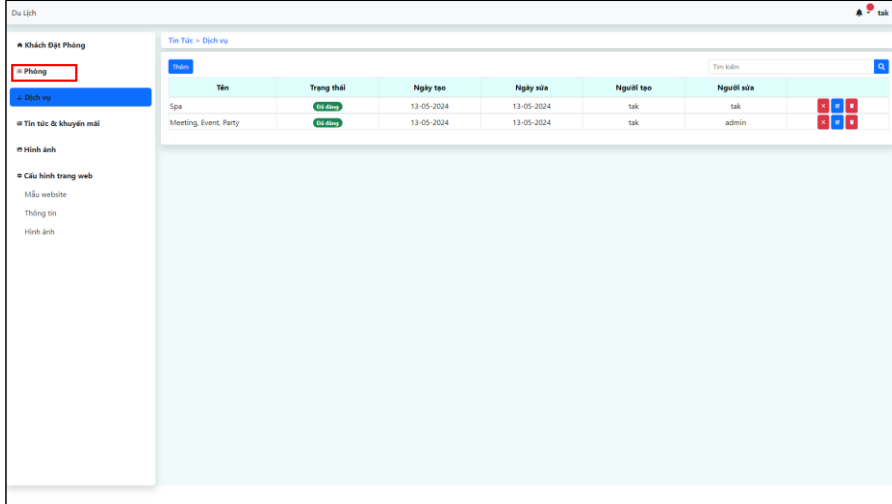 Du Lịch
tak
Khách Đặt Phòng
Phòng
Dịch vụ
Tin tức & khuyến mãi
Hình ảnh
Cấu hình trang web
Mẫu website
Thông tin
Hình ảnh
Tin Tức > Dịch vụ
Thêm
Tìm kiếm
Tên Trạng thái Ngày tạo Ngày sửa Người tạo Người sửa
Spa Đã đăng 13-05-2024 13-05-2024 tak tak
Meeting, Event, Party Đã đăng 13-05-2024 13-05-2024 tak admin